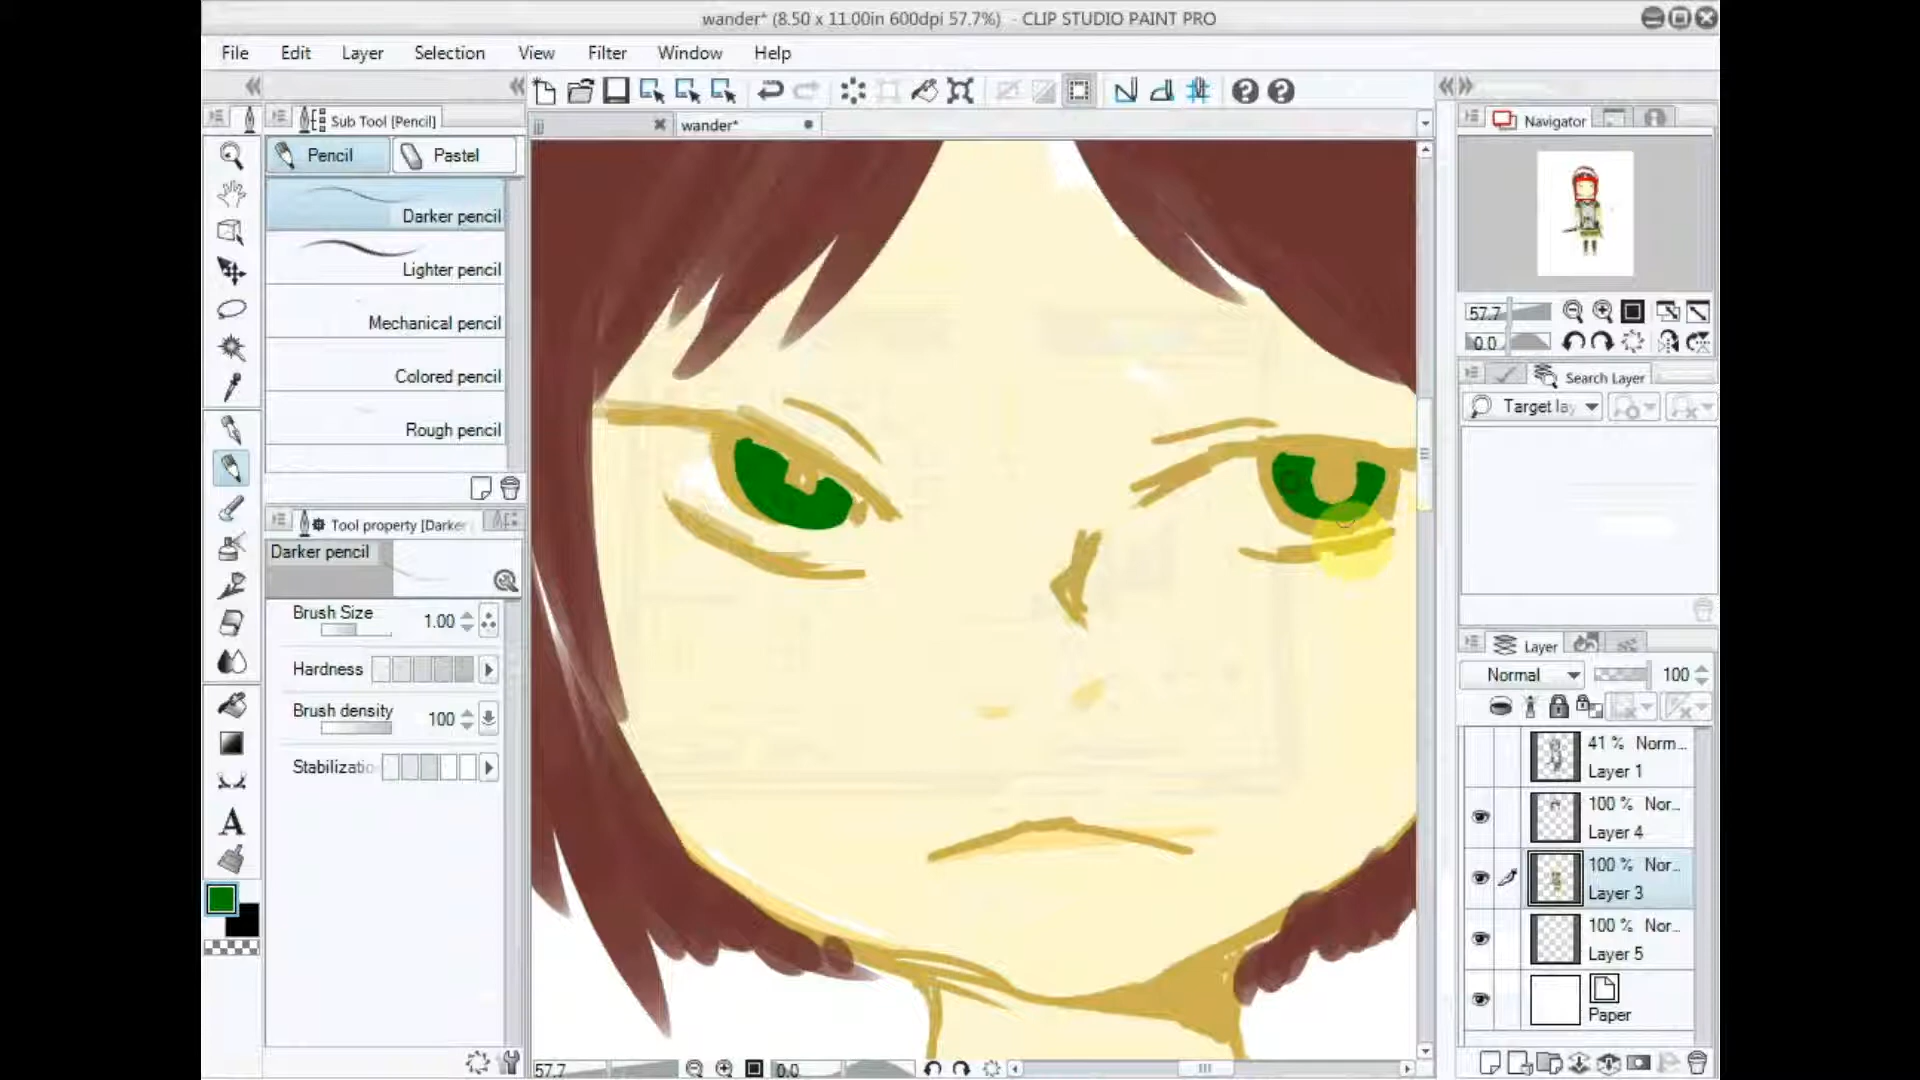 wander* (8.50 x 11.00in 600dpi 57.7%) - CLIP STUDIO PAINT PRO
File Edit Layer Selection View Filter Window Help
Sub Tool [Pencil]
wander*
Navigator
Pencil Pastel
Darker pencil
Lighter pencil
Mechanical pencil
Colored pencil
Rough pencil
57.7
0.0
Search Layer
Target lay
Tool property [Darker
Darker pencil
Brush Size 1.00
Hardness
Brush density 100
Stabilizatio
Layer
Normal 100
41 % Norm...
Layer 1
100 % Nor...
Layer 4
100 % Nor...
Layer 3
100 % Nor...
Layer 5
Paper
A
57.7 0.0